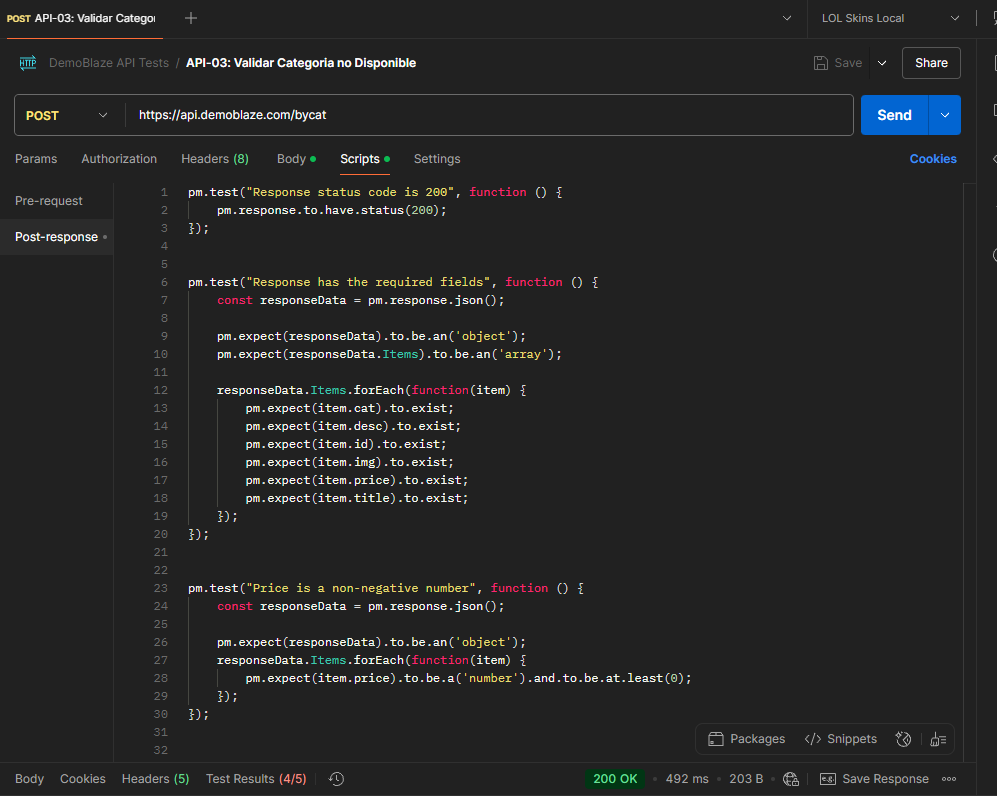 POST API-03: Validar Categor
LOL Skins Local
HTTP DemoBlaze API Tests / API-03: Validar Categoria no Disponible
Save
Share
POST
https://api.demoblaze.com/bycat
Send
Params Authorization Headers (8) Body Scripts Settings
Cookies
Pre-request
Post-response
1 pm.test("Response status code is 200", function () {
2 pm.response.to.have.status(200);
3 });
4
5
6 pm.test("Response has the required fields", function () {
7 const responseData = pm.response.json();
8
9 pm.expect(responseData).to.be.an('object');
10 pm.expect(responseData.Items).to.be.an('array');
11
12 responseData.Items.forEach(function(item) {
13 pm.expect(item.cat).to.exist;
14 pm.expect(item.desc).to.exist;
15 pm.expect(item.id).to.exist;
16 pm.expect(item.img).to.exist;
17 pm.expect(item.price).to.exist;
18 pm.expect(item.title).to.exist;
19 });
20 });
21
22
23 pm.test("Price is a non-negative number", function () {
24 const responseData = pm.response.json();
25
26 pm.expect(responseData).to.be.an('object');
27 responseData.Items.forEach(function(item) {
28 pm.expect(item.price).to.be.a('number').and.to.be.at.least(0);
29 });
30 });
31
32
Packages </> Snippets
Body Cookies Headers (5) Test Results (4/5)
200 OK • 492 ms • 203 B
e.g. Save Response